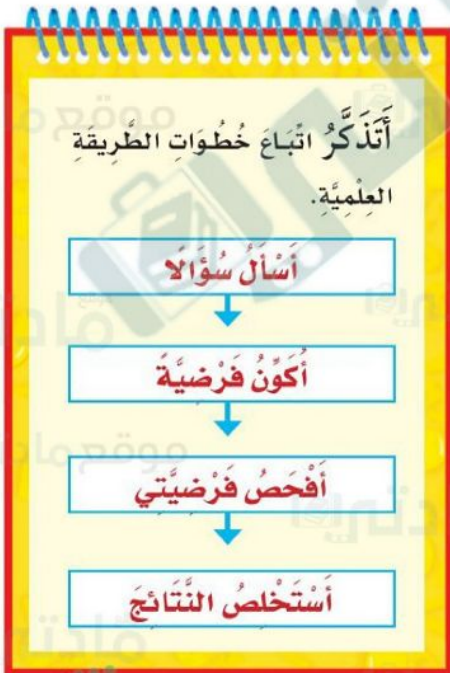 أَتَذَكَّرُ اتِّبَاعَ خُطُوَاتِ الطَّرِيقَةِ
العِلْمِيَّةِ.
أَسْأَلُ سُؤَالًا
أُكَوِّنُ فَرْضِيَّةً
أَفْحَصُ فَرْضِيَّتِي
أَسْتَخْلِصُ النَّتَائِجَ